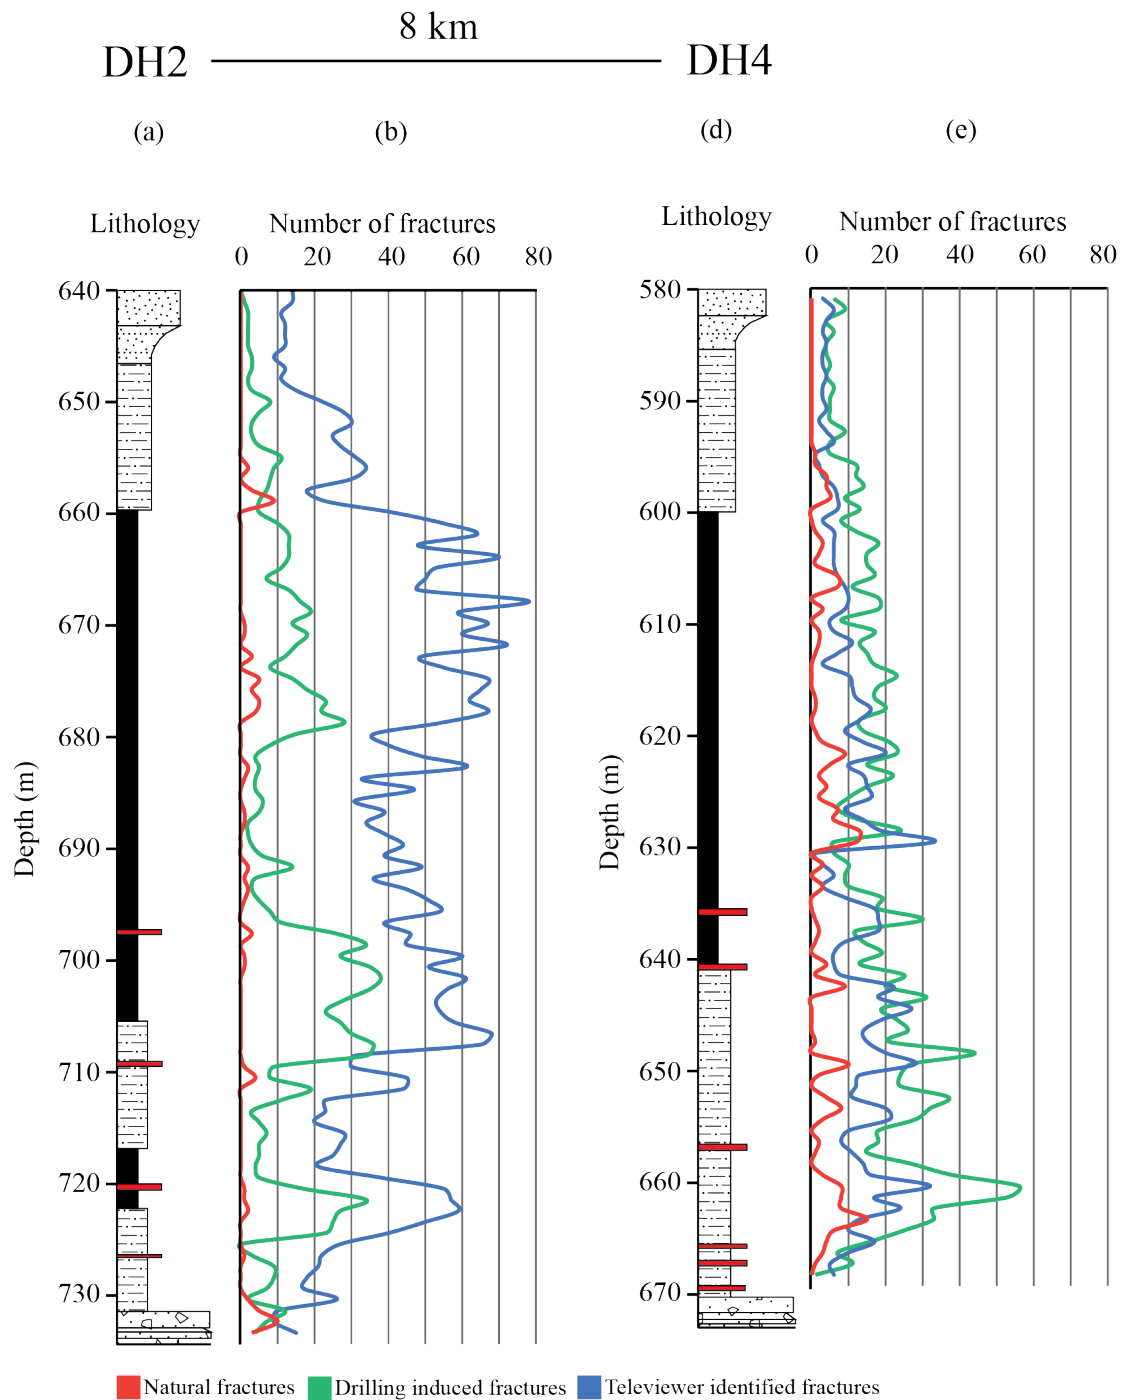 8 km
DH2 DH4
(a) (b) (d) (e)
Lithology Number of fractures Lithology Number of fractures
0 20 40 60 80 0 20 40 60 80
640 580
650 590
660 600
670 610
680 620
690 630
700 640
710 650
720 660
730 670
Depth (m) Depth (m)
Natural fractures Drilling induced fractures Televiewer identified fractures